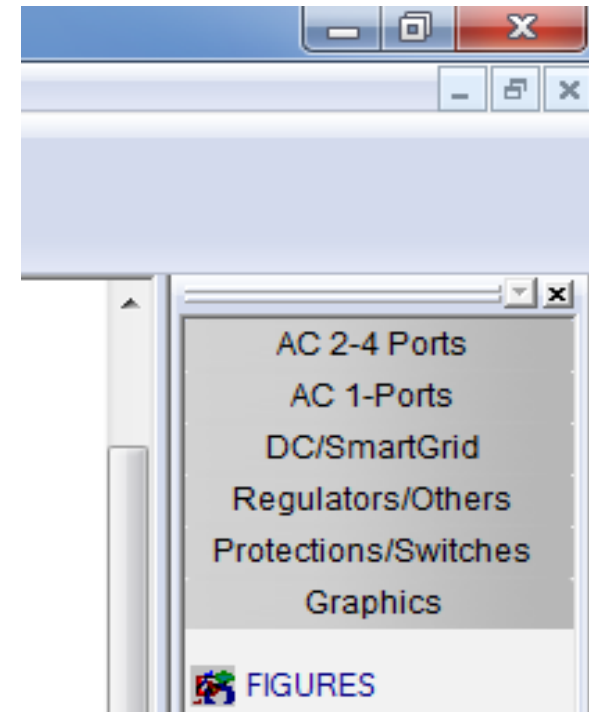 AC 2-4 Ports
AC 1-Ports
DC/SmartGrid
Regulators/Others
Protections/Switches
Graphics
FIGURES